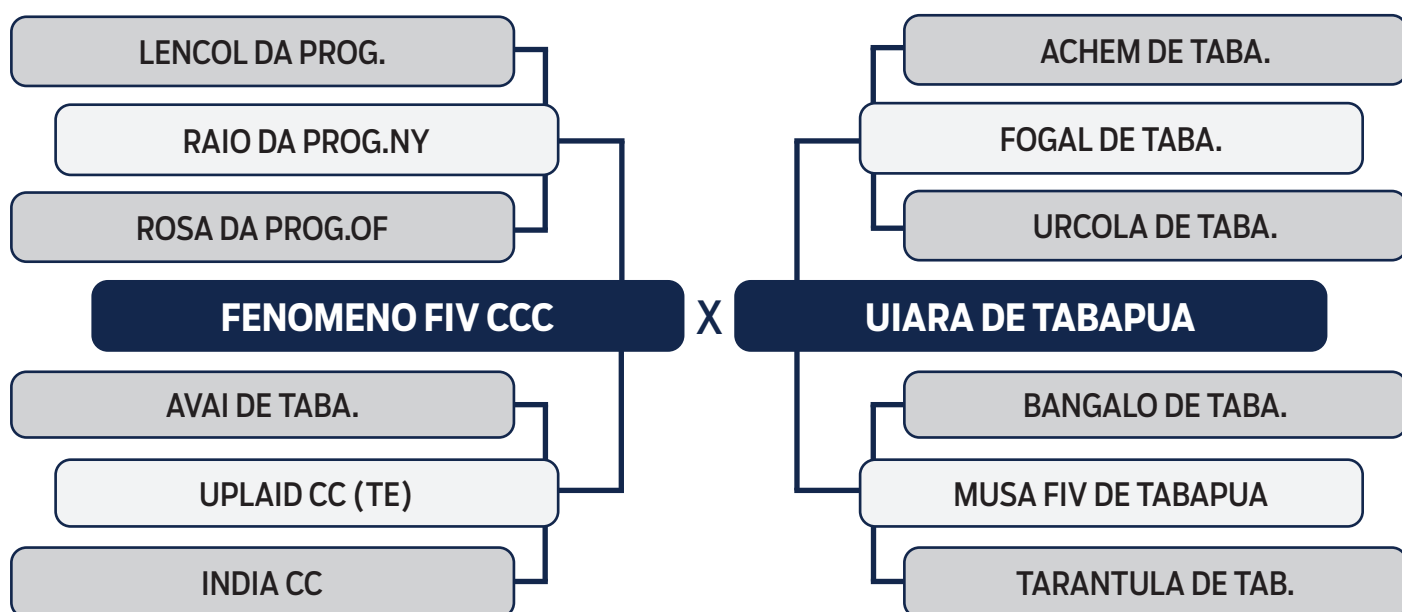 LENCOL DA PROG.
ACHEM DE TABA.
RAIO DA PROG.NY
FOGAL DE TABA.
ROSA DA PROG.OF
URCOLA DE TABA.
FENOMENO FIV CCC X UIARA DE TABAPUA
AVAI DE TABA.
BANGALO DE TABA.
UPLAID CC (TE)
MUSA FIV DE TABAPUA
INDIA CC
TARANTULA DE TAB.